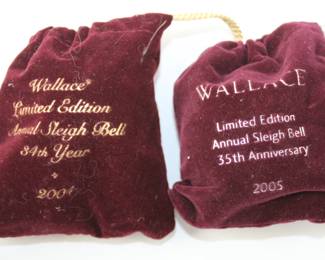 Wallace®
Limited Edition
Annual Sleigh Bell
34th Year
2004
WALLACE
Limited Edition
Annual Sleigh Bell
35th Anniversary
2005